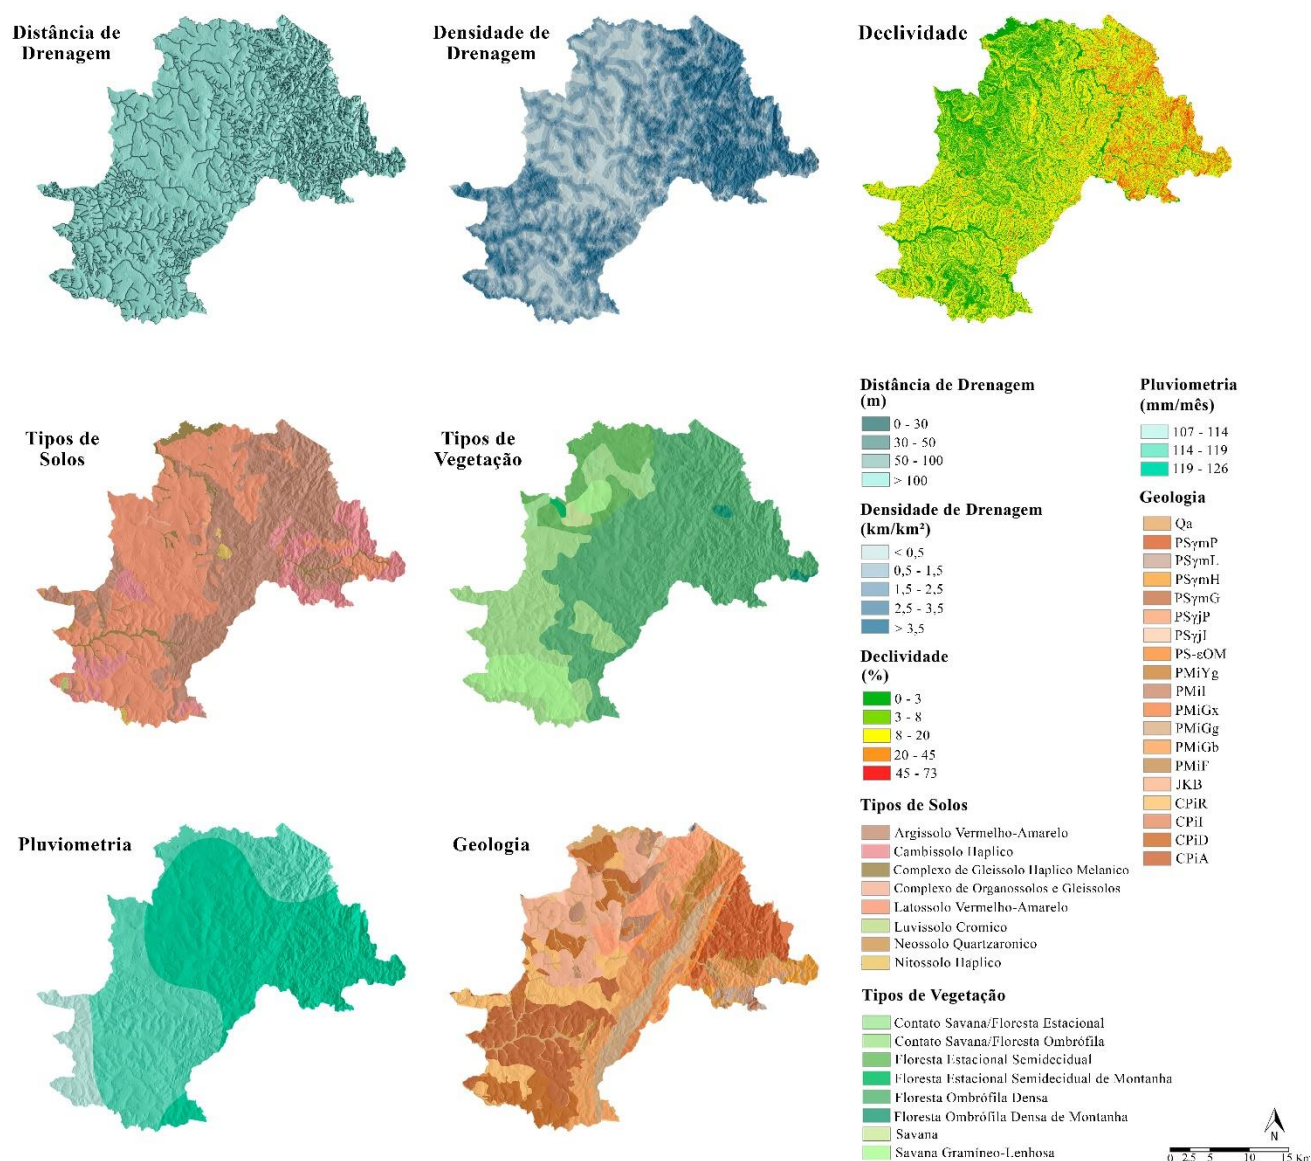 Distância de
Drenagem
Densidade de
Drenagem
Declividade
Tipos de
Solos
Tipos de
Vegetação
Pluviometria
Geologia
Distância de Drenagem
(m)
0 - 30
30 - 50
50 - 100
> 100
Densidade de Drenagem
(km/km²)
< 0,5
0,5 - 1,5
1,5 - 2,5
2,5 - 3,5
> 3,5
Declividade
(%)
0 - 3
3 - 8
8 - 20
20 - 45
45 - 73
Tipos de Solos
Argissolo Vermelho-Amarelo
Cambissolo Haplico
Complexo de Gleissolo Haplico Melanico
Complexo de Organossolos e Gleissolos
Latossolo Vermelho-Amarelo
Luvissolo Cromico
Neossolo Quartzaronico
Nitossolo Haplico
Tipos de Vegetação
Contato Savana/Floresta Estacional
Contato Savana/Floresta Ombrófila
Floresta Estacional Semidecidual
Floresta Estacional Semidecidual de Montanha
Floresta Ombrófila Densa
Floresta Ombrófila Densa de Montanha
Savana
Savana Gramíneo-Lenhosa
Pluviometria
(mm/mês)
107 - 114
114 - 119
119 - 126
Geologia
Qa
PSγmP
PSγmL
PSγmH
PSγmG
PSγjP
PSγjI
PS-εOM
PMiYg
PMiI
PMiGx
PMiGg
PMiGb
PMiF
JKB
CPiR
CPiI
CPiD
CPiA
N
0 2,5 5 10 15 Km